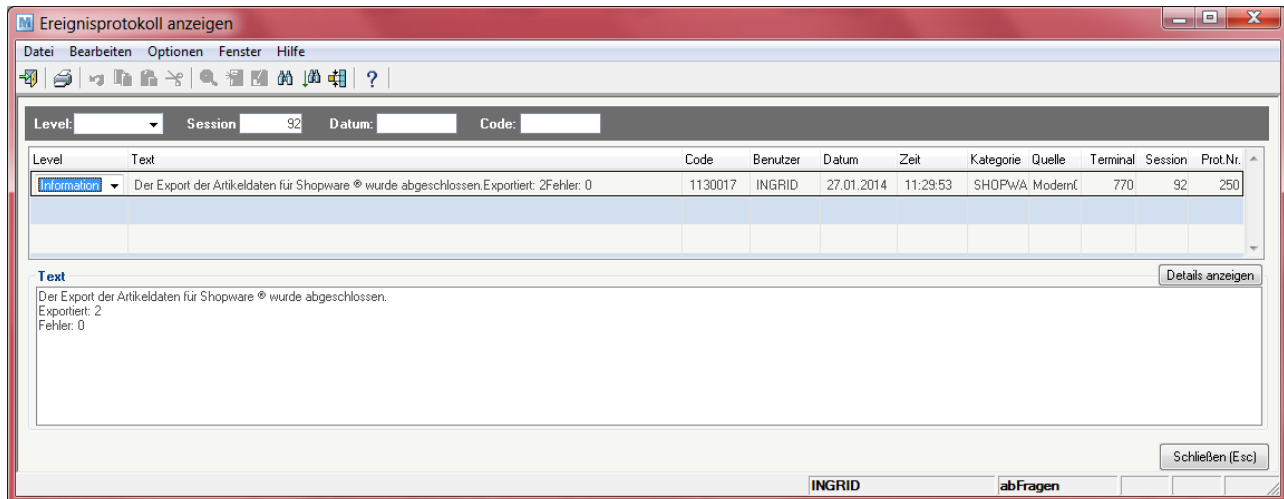 Ereignisprotokoll anzeigen
Datei Bearbeiten Optionen Fenster Hilfe
Level: Session 92 Datum: Code:
Level Text Code Benutzer Datum Zeit Kategorie Quelle Terminal Session Prot.Nr.
Information Der Export der Artikeldaten für Shopware ® wurde abgeschlossen.Exportiert: 2Fehler: 0 1130017 INGRID 27.01.2014 11:29:53 SHOPWA Modern( 770 92 250
Text Details anzeigen
Der Export der Artikeldaten für Shopware ® wurde abgeschlossen.
Exportiert: 2
Fehler: 0
Schließen (Esc)
INGRID abFragen